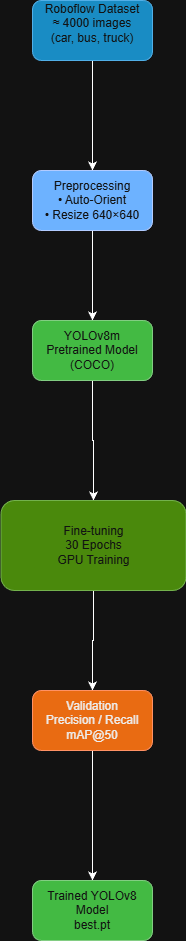 Roboflow Dataset
≈ 4000 images
(car, bus, truck)
Preprocessing
• Auto-Orient
• Resize 640×640
YOLOv8m
Pretrained Model
(COCO)
Fine-tuning
30 Epochs
GPU Training
Validation
Precision / Recall
mAP@50
Trained YOLOv8
Model
best.pt